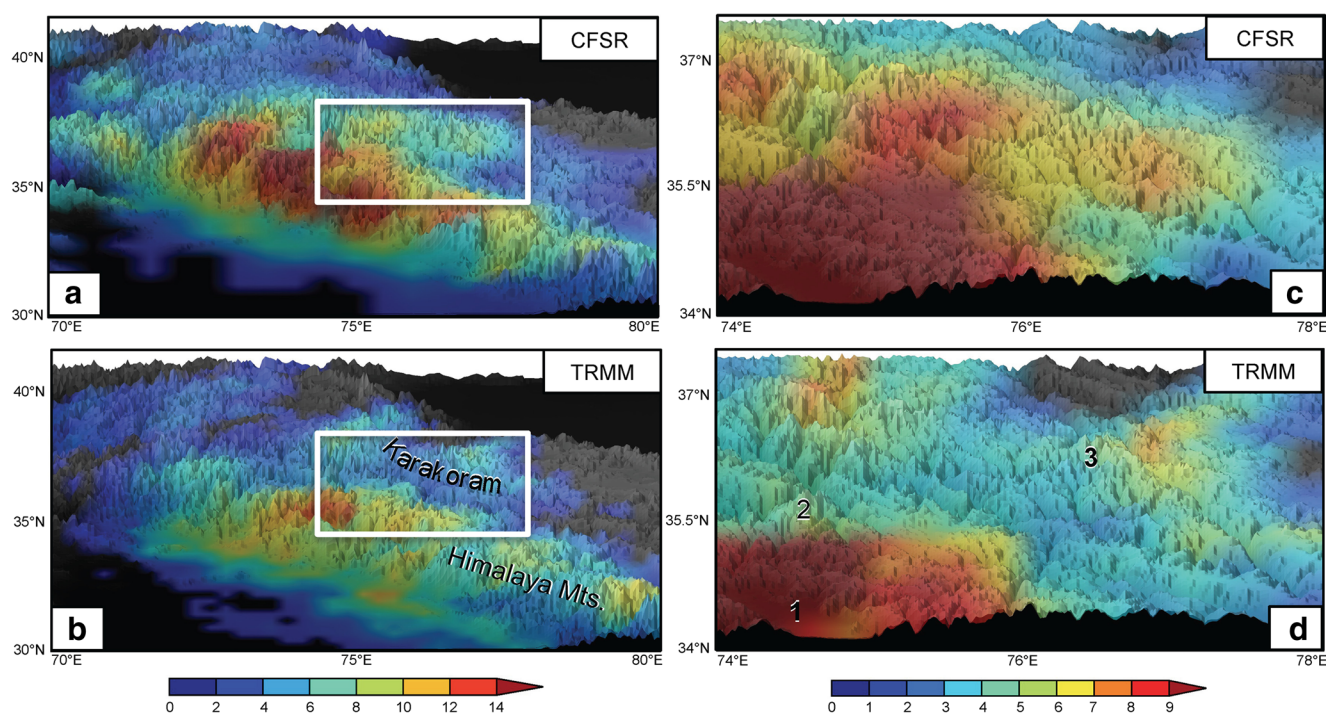 CFSR
40°N
35°N
30°N
a
70°E
75°E
80°E
CFSR
37°N
35.5°N
34°N
c
74°E
76°E
78°E
TRMM
40°N
35°N
30°N
Karakoram
Himalaya Mts.
b
70°E
75°E
80°E
TRMM
37°N
35.5°N
34°N
3
2
1
d
74°E
76°E
78°E
0 2 4 6 8 10 12 14
0 1 2 3 4 5 6 7 8 9